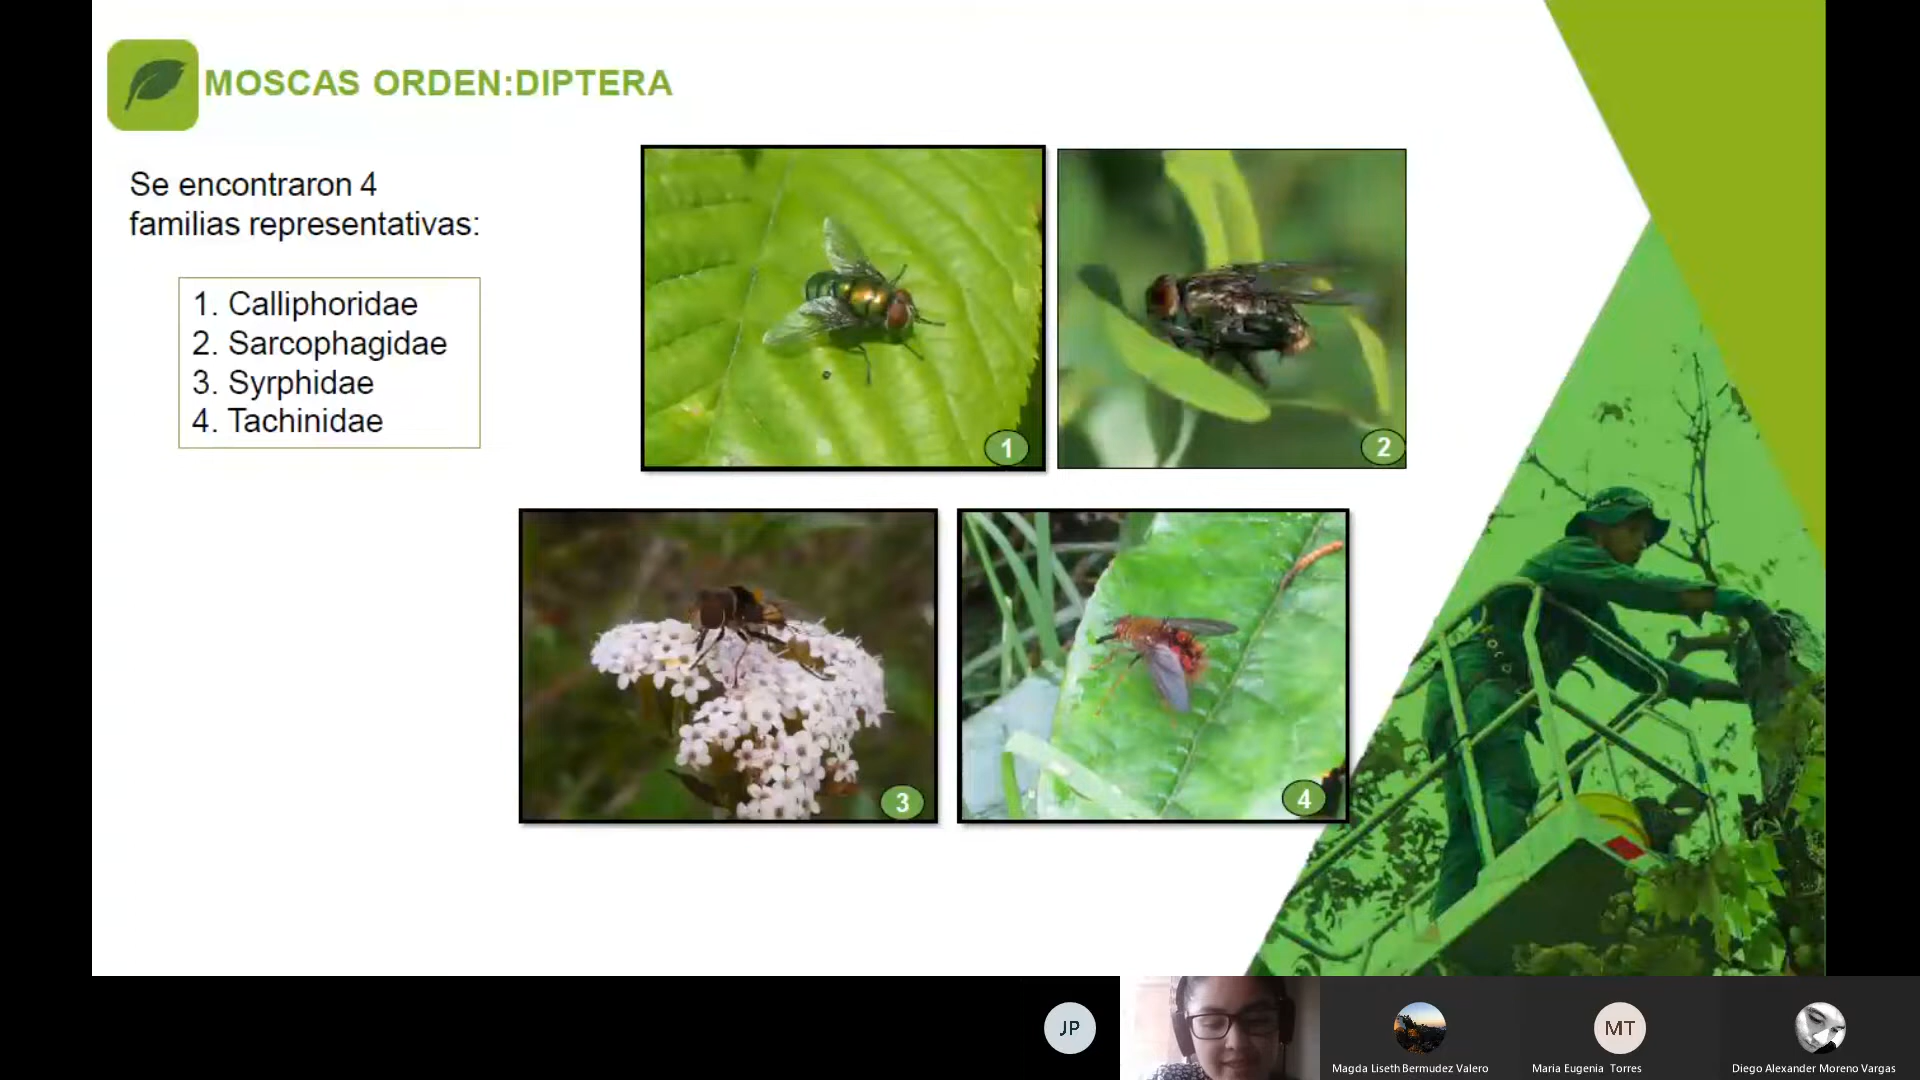 MOSCAS ORDEN:DIPTERA
Se encontraron 4
familias representativas:
1. Calliphoridae
2. Sarcophagidae
3. Syrphidae
4. Tachinidae
1
2
3
4
JP
MT
Magda Liseth Bermudez Valero
Maria Eugenia Torres
Diego Alexander Moreno Vargas